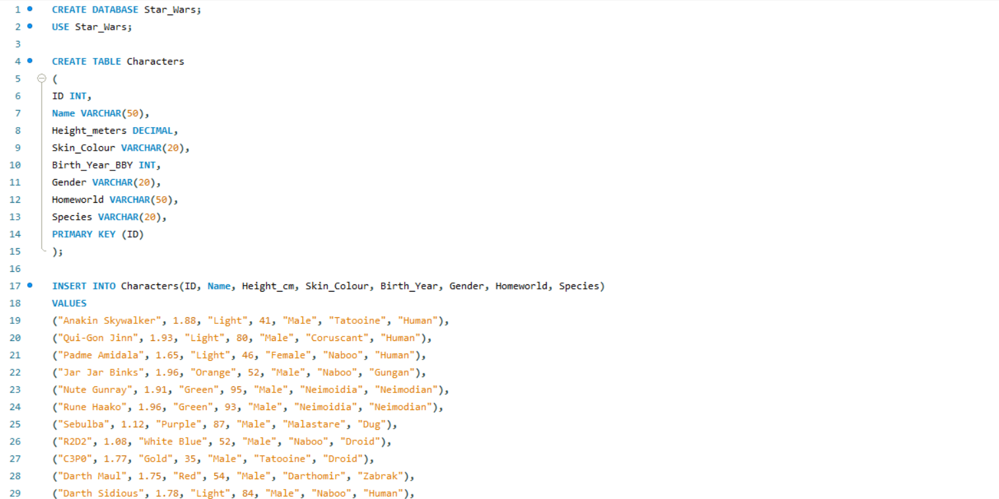 1 CREATE DATABASE Star_Wars;
2 USE Star_Wars;
3
4 CREATE TABLE Characters
5 (
6 ID INT,
7 Name VARCHAR(50),
8 Height_meters DECIMAL,
9 Skin_Colour VARCHAR(20),
10 Birth_Year_BBY INT,
11 Gender VARCHAR(20),
12 Homeworld VARCHAR(50),
13 Species VARCHAR(20),
14 PRIMARY KEY (ID)
15 );
16
17 INSERT INTO Characters(ID, Name, Height_cm, Skin_Colour, Birth_Year, Gender, Homeworld, Species)
18 VALUES
19 ("Anakin Skywalker", 1.88, "Light", 41, "Male", "Tatooine", "Human"),
20 ("Qui-Gon Jinn", 1.93, "Light", 80, "Male", "Coruscant", "Human"),
21 ("Padme Amidala", 1.65, "Light", 46, "Female", "Naboo", "Human"),
22 ("Jar Jar Binks", 1.96, "Orange", 52, "Male", "Naboo", "Gungan"),
23 ("Nute Gunray", 1.91, "Green", 95, "Male", "Neimoidia", "Neimodian"),
24 ("Rune Haako", 1.96, "Green", 93, "Male", "Neimoidia", "Neimodian"),
25 ("Sebulba", 1.12, "Purple", 87, "Male", "Malastare", "Dug"),
26 ("R2D2", 1.08, "White Blue", 52, "Male", "Naboo", "Droid"),
27 ("C3P0", 1.77, "Gold", 35, "Male", "Tatooine", "Droid"),
28 ("Darth Maul", 1.75, "Red", 54, "Male", "Darthomir", "Zabrak"),
29 ("Darth Sidious", 1.78, "Light", 84, "Male", "Naboo", "Human"),